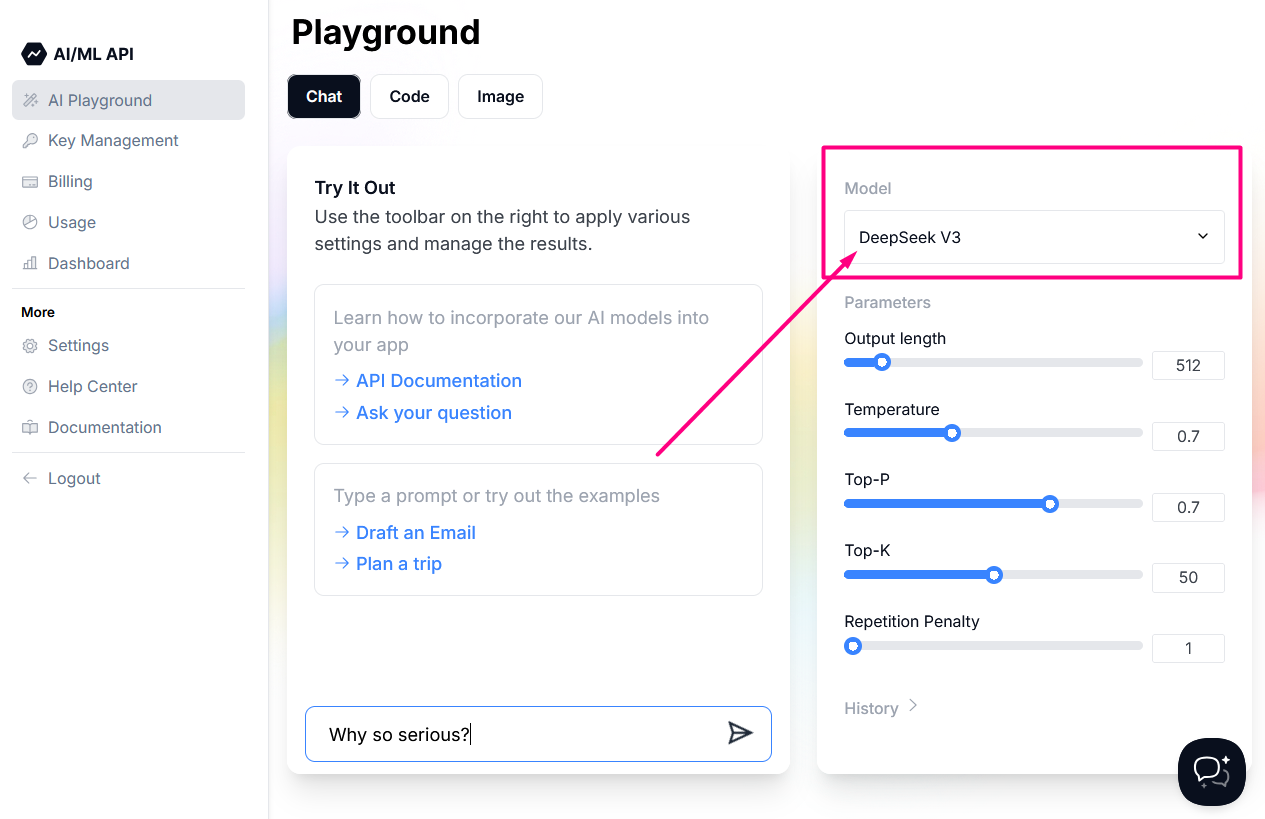 AI/ML API
AI Playground
Key Management
Billing
Usage
Dashboard
More
Settings
Help Center
Documentation
Logout
Playground
Chat
Code
Image
Try It Out
Use the toolbar on the right to apply various
settings and manage the results.
Learn how to incorporate our AI models into
your app
→ API Documentation
→ Ask your question
Type a prompt or try out the examples
→ Draft an Email
→ Plan a trip
Why so serious?
Model
DeepSeek V3
Parameters
Output length
512
Temperature
0.7
Top-P
0.7
Top-K
50
Repetition Penalty
1
History